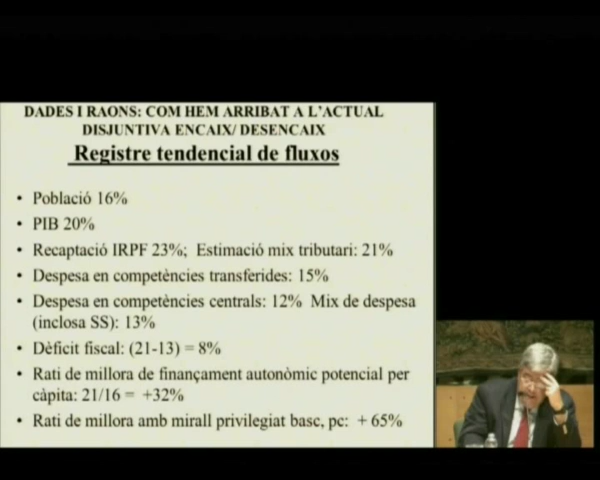 DADES I RAONS: COM HEM ARRIBAT A L'ACTUAL
DISJUNTIVA ENCAIX/ DESENCAIX
Registre tendencial de fluxos
• Població 16%
• PIB 20%
• Recaptació IRPF 23%; Estimació mix tributari: 21%
• Despesa en competències transferides: 15%
• Despesa en competències centrals: 12% Mix de despesa
(inclosa SS): 13%
• Dèficit fiscal: (21-13) = 8%
• Rati de millora de finançament autonòmic potencial per
càpita: 21/16 = +32%
• Rati de millora amb mirall privilegiat basc, pc: + 65%